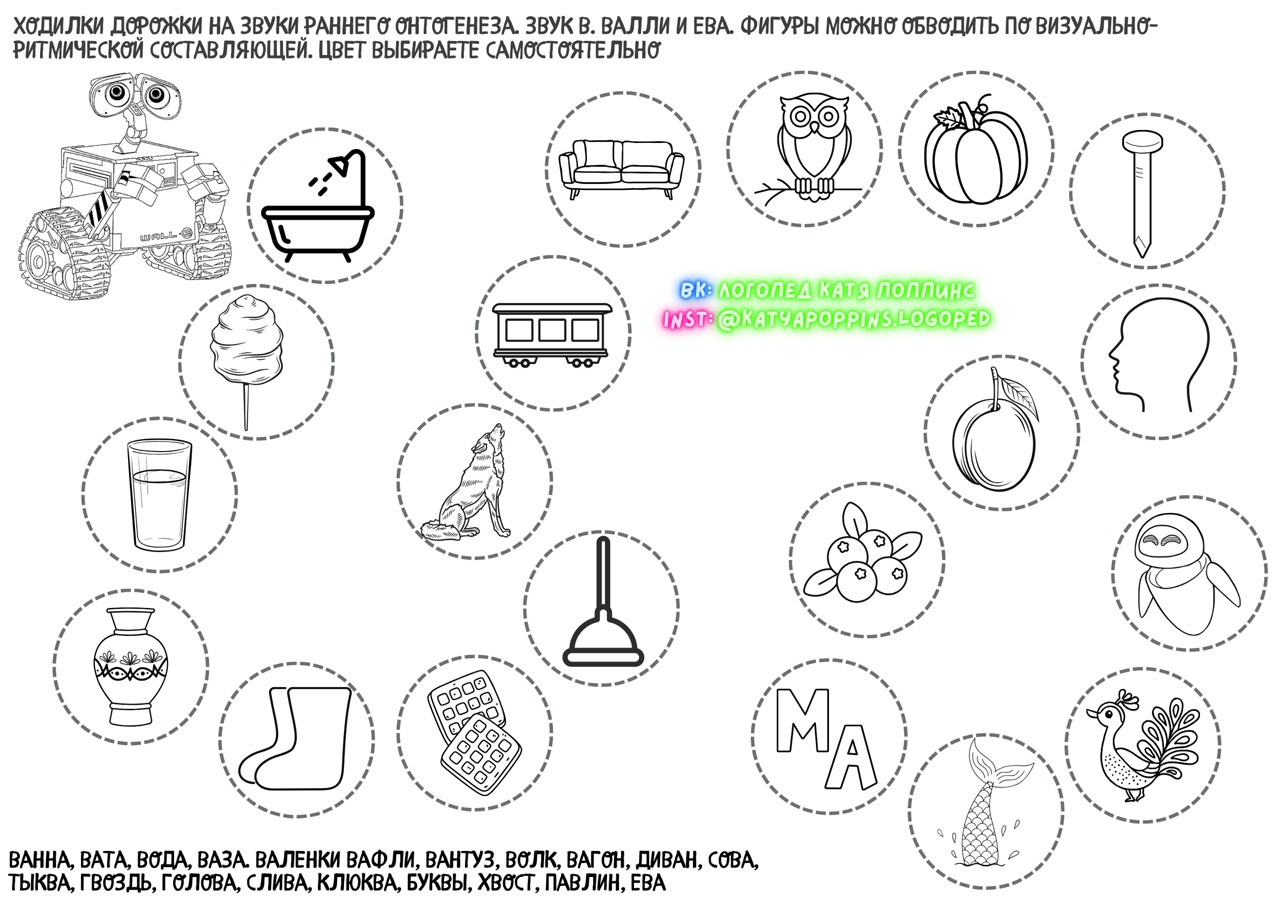 ХОДИЛКИ ДОРОЖКИ НА ЗВУКИ РАННЕГО ОНТОГЕНЕЗА. ЗВУК В. ВАЛЛИ И ЕВА. ФИГУРЫ МОЖНО ОБВОДИТЬ ПО ВИЗУАЛЬНО-
РИТМИЧЕСКОЙ СОСТАВЛЯЮЩЕЙ. ЦВЕТ ВЫБИРАЕТЕ САМОСТОЯТЕЛЬНО
WALL
ВК: ЛОГОПЕД КАТЯ ПОППИНС
INST: @KATYAPOPPINS.LOGOPED
М
А
ВАННА, ВАТА, ВОДА, ВАЗА. ВАЛЕНКИ ВАФЛИ, ВАНТУЗ, ВОЛК, ВАГОН, ДИВАН, СОВА,
ТЫКВА, ГВОЗДЬ, ГОЛОВА, СЛИВА, КЛЮКВА, БУКВЫ, ХВОСТ, ПАВЛИН, ЕВА